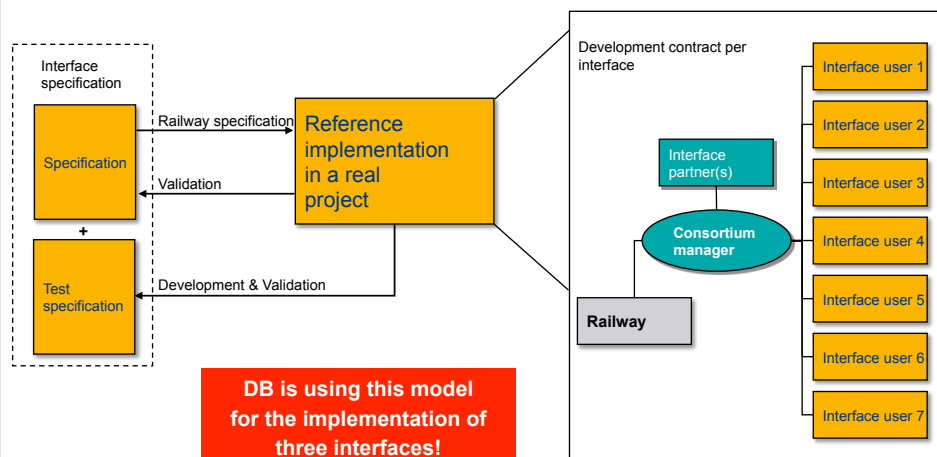 Interface
specification
Specification
+
Test
specification
Railway specification
Validation
Development & Validation
Reference
implementation
in a real
project
DB is using this model
for the implementation of
three interfaces!
Development contract per
interface
Interface
partner(s)
Consortium
manager
Railway
Interface user 1
Interface user 2
Interface user 3
Interface user 4
Interface user 5
Interface user 6
Interface user 7